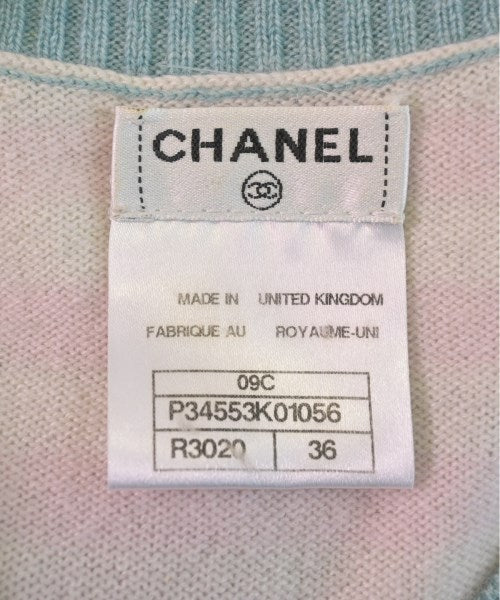 CHANEL
MADE IN UNITED KINGDOM
FABRIQUE AU ROYAUME-UNI
09C
P34553K01056
R3020 36